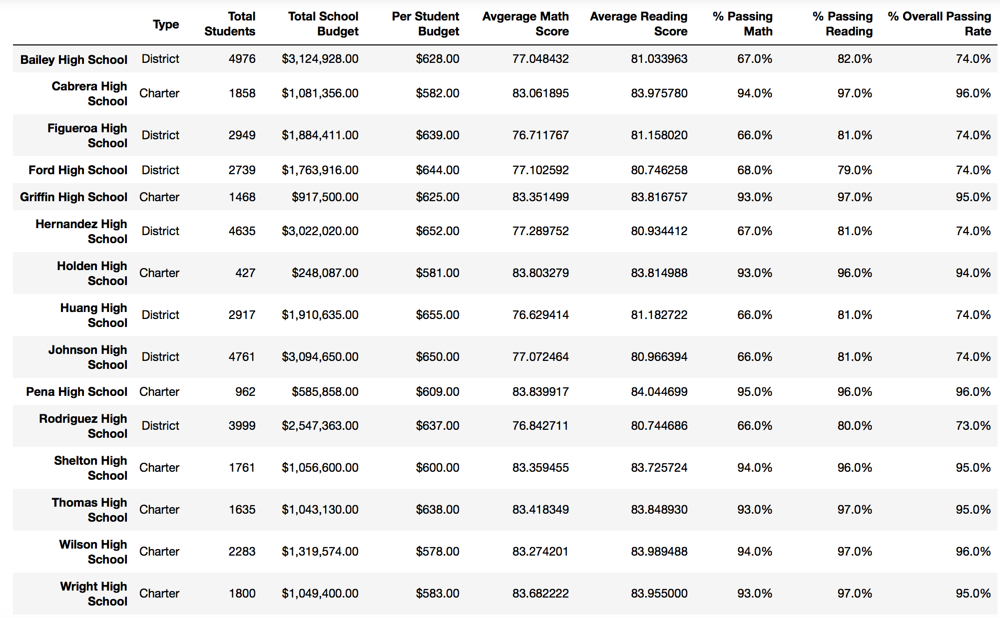 Type Total Students Total School Budget Per Student Budget Avgerage Math Score Average Reading Score % Passing Math % Passing Reading % Overall Passing Rate
Bailey High School District 4976 $3,124,928.00 $628.00 77.048432 81.033963 67.0% 82.0% 74.0%
Cabrera High School Charter 1858 $1,081,356.00 $582.00 83.061895 83.975780 94.0% 97.0% 96.0%
Figueroa High School District 2949 $1,884,411.00 $639.00 76.711767 81.158020 66.0% 81.0% 74.0%
Ford High School District 2739 $1,763,916.00 $644.00 77.102592 80.746258 68.0% 79.0% 74.0%
Griffin High School Charter 1468 $917,500.00 $625.00 83.351499 83.816757 93.0% 97.0% 95.0%
Hernandez High School District 4635 $3,022,020.00 $652.00 77.289752 80.934412 67.0% 81.0% 74.0%
Holden High School Charter 427 $248,087.00 $581.00 83.803279 83.814988 93.0% 96.0% 94.0%
Huang High School District 2917 $1,910,635.00 $655.00 76.629414 81.182722 66.0% 81.0% 74.0%
Johnson High School District 4761 $3,094,650.00 $650.00 77.072464 80.966394 66.0% 81.0% 74.0%
Pena High School Charter 962 $585,858.00 $609.00 83.839917 84.044699 95.0% 96.0% 96.0%
Rodriguez High School District 3999 $2,547,363.00 $637.00 76.842711 80.744686 66.0% 80.0% 73.0%
Shelton High School Charter 1761 $1,056,600.00 $600.00 83.359455 83.725724 94.0% 96.0% 95.0%
Thomas High School Charter 1635 $1,043,130.00 $638.00 83.418349 83.848930 93.0% 97.0% 95.0%
Wilson High School Charter 2283 $1,319,574.00 $578.00 83.274201 83.989488 94.0% 97.0% 96.0%
Wright High School Charter 1800 $1,049,400.00 $583.00 83.682222 83.955000 93.0% 97.0% 95.0%